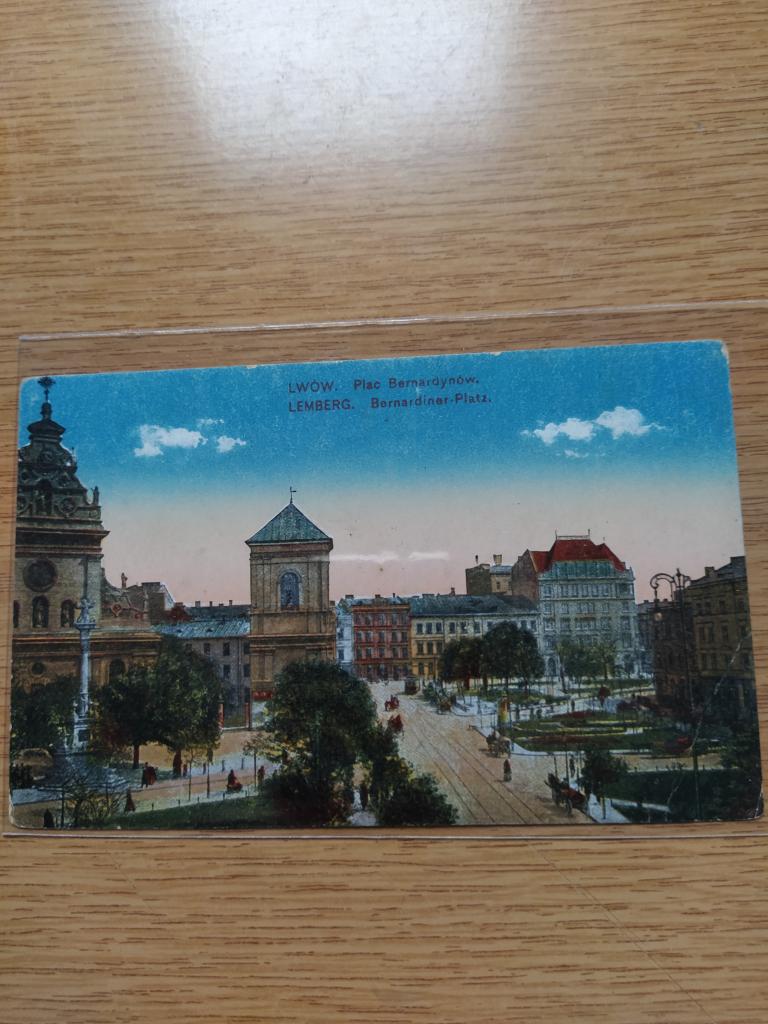 LWÓW. Plac Bernardynów.
LEMBERG. Bernardiner-Platz.